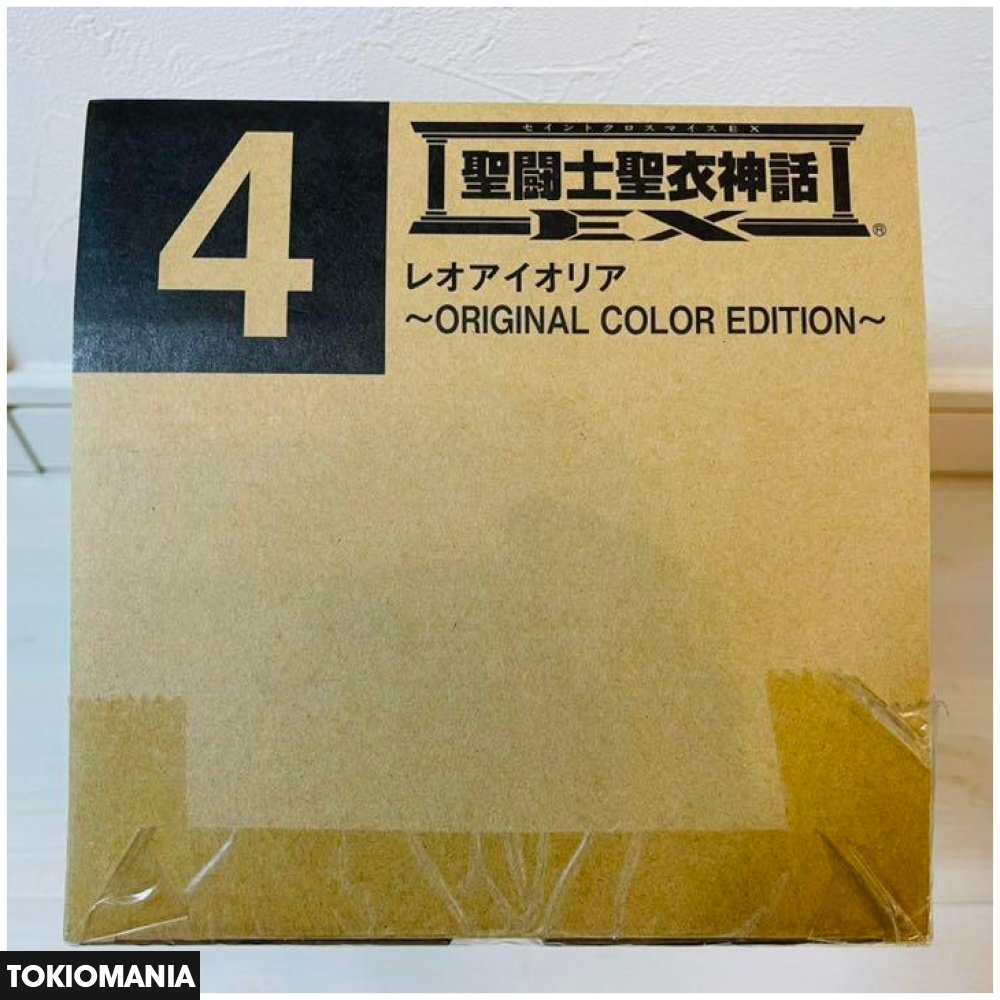 4
セイントクロスマイスEX
聖闘士聖衣神話
EX®
レオアイオリア
～ORIGINAL COLOR EDITION～
TOKIOMANIA